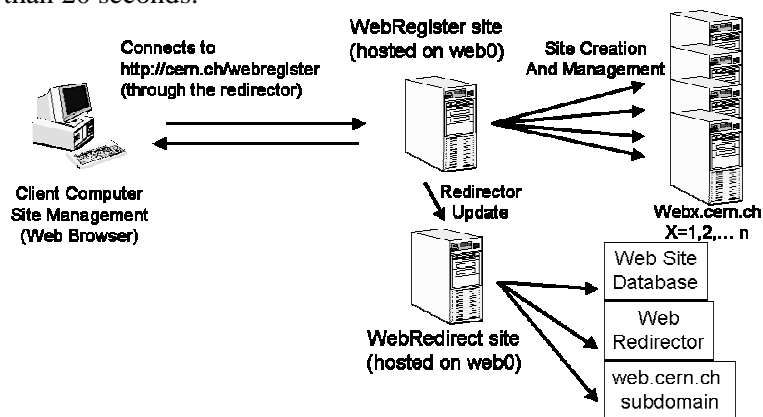 than 20 seconds.
Connects to
http://cern.ch/webregister
(through the redirector)
WebRegister site
(hosted on web0)
Site Creation
And Management
Client Computer
Site Management
(Web Browser)
Redirector
Update
Webx.cern.ch
X=1,2,... n
WebRedirect site
(hosted on web0)
Web Site
Database
Web
Redirector
web.cern.ch
subdomain